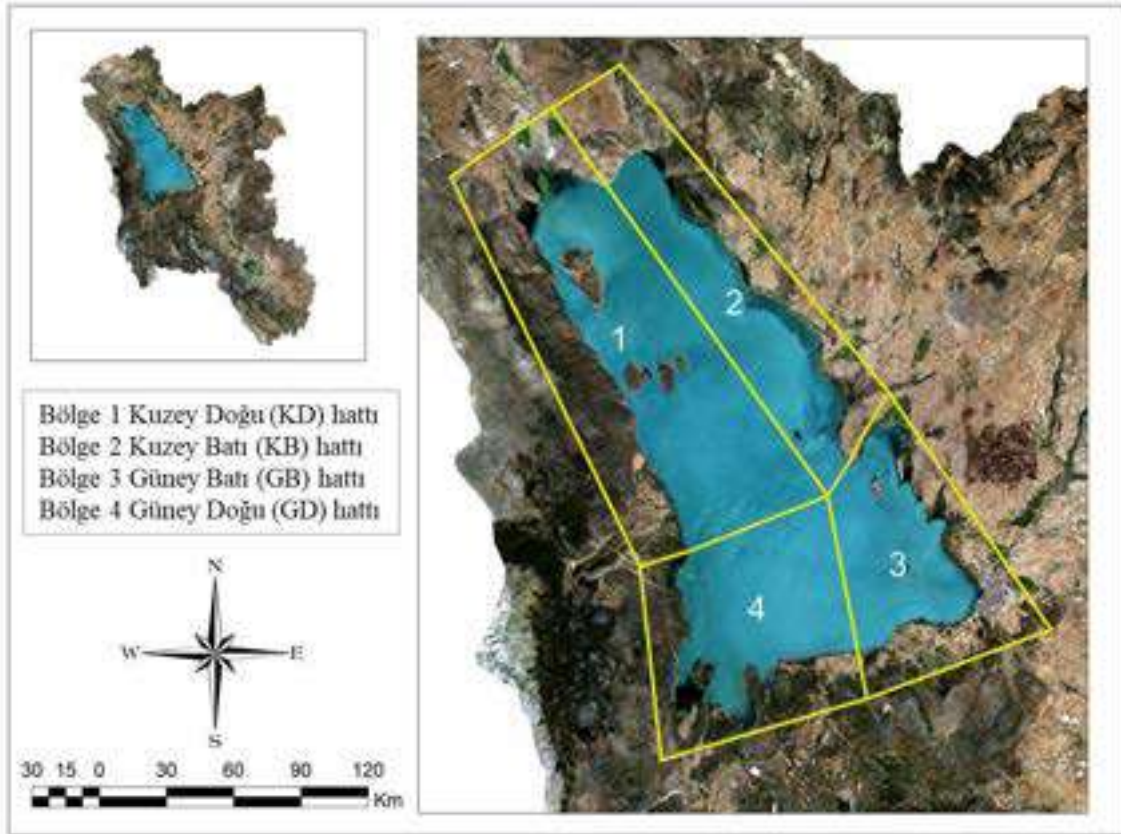 Bölge 1 Kuzey Doğu (KD) hattı
Bölge 2 Kuzey Batı (KB) hattı
Bölge 3 Güney Batı (GB) hattı
Bölge 4 Güney Doğu (GD) hattı
N
W E
S
30 15 0 30 60 90 120
Km
1
2
3
4